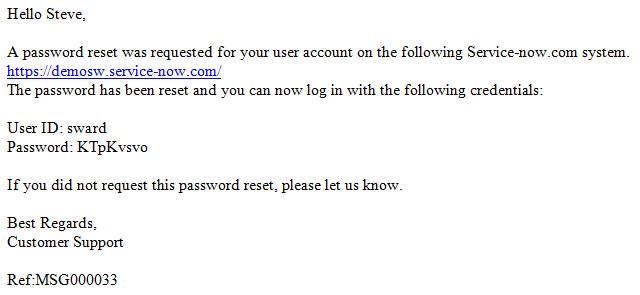 Hello Steve,
A password reset was requested for your user account on the following Service-now.com system.
https://demosw.service-now.com/
The password has been reset and you can now log in with the following credentials:
User ID: sward
Password: KTpKvsvo
If you did not request this password reset, please let us know.
Best Regards,
Customer Support
Ref:MSG000033